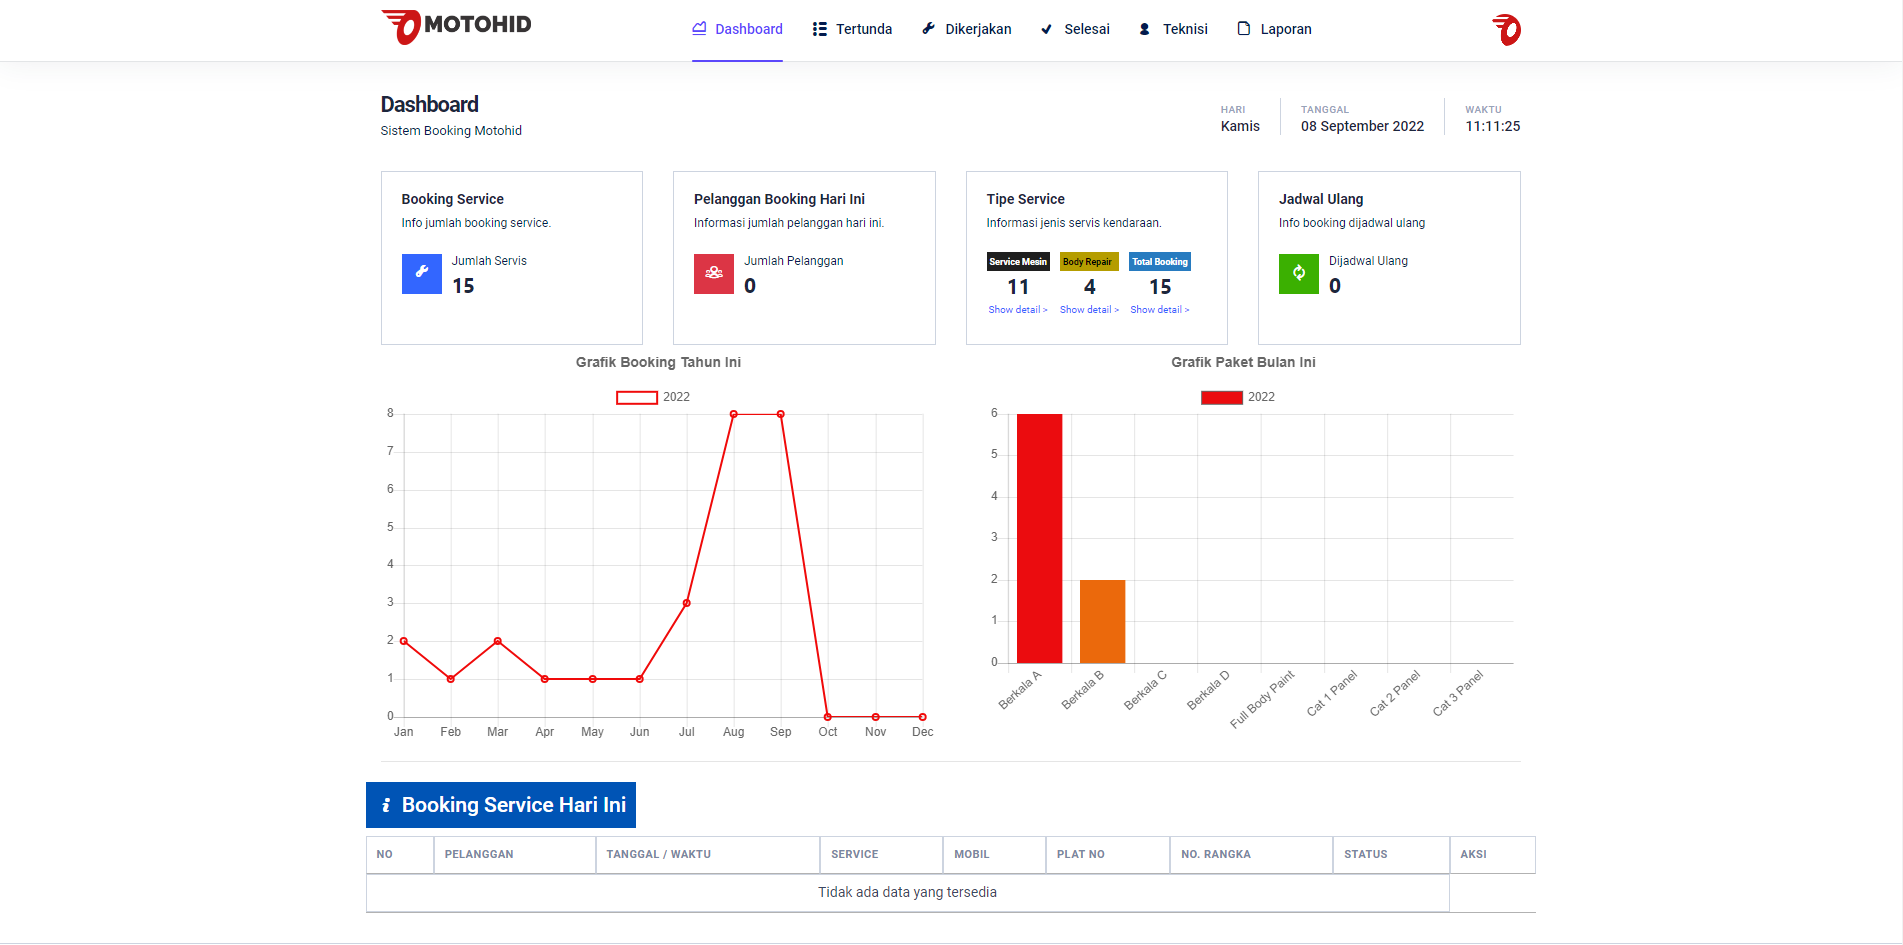 MOTOHID
Dashboard Tertunda Dikerjakan Selesai Teknisi Laporan
Dashboard
Sistem Booking Motohid
HARI TANGGAL WAKTU
Kamis 08 September 2022 11:11:25
Booking Service
Info jumlah booking service.
Jumlah Servis
15
Pelanggan Booking Hari Ini
Informasi jumlah pelanggan hari ini.
Jumlah Pelanggan
0
Tipe Service
Informasi jenis servis kendaraan.
Service Mesin Body Repair Total Booking
11 4 15
Show detail > Show detail > Show detail >
Jadwal Ulang
Info booking dijadwal ulang
Dijadwal Ulang
0
Grafik Booking Tahun Ini
2022
8
7
6
5
4
3
2
1
0
Jan Feb Mar Apr May Jun Jul Aug Sep Oct Nov Dec
Grafik Paket Bulan Ini
2022
6
5
4
3
2
1
0
Berkala A Berkala B Berkala C Berkala D Full Body Paint Cat 1 Panel Cat 2 Panel Cat 3 Panel
Booking Service Hari Ini
NO PELANGGAN TANGGAL / WAKTU SERVICE MOBIL PLAT NO NO. RANGKA STATUS AKSI
Tidak ada data yang tersedia